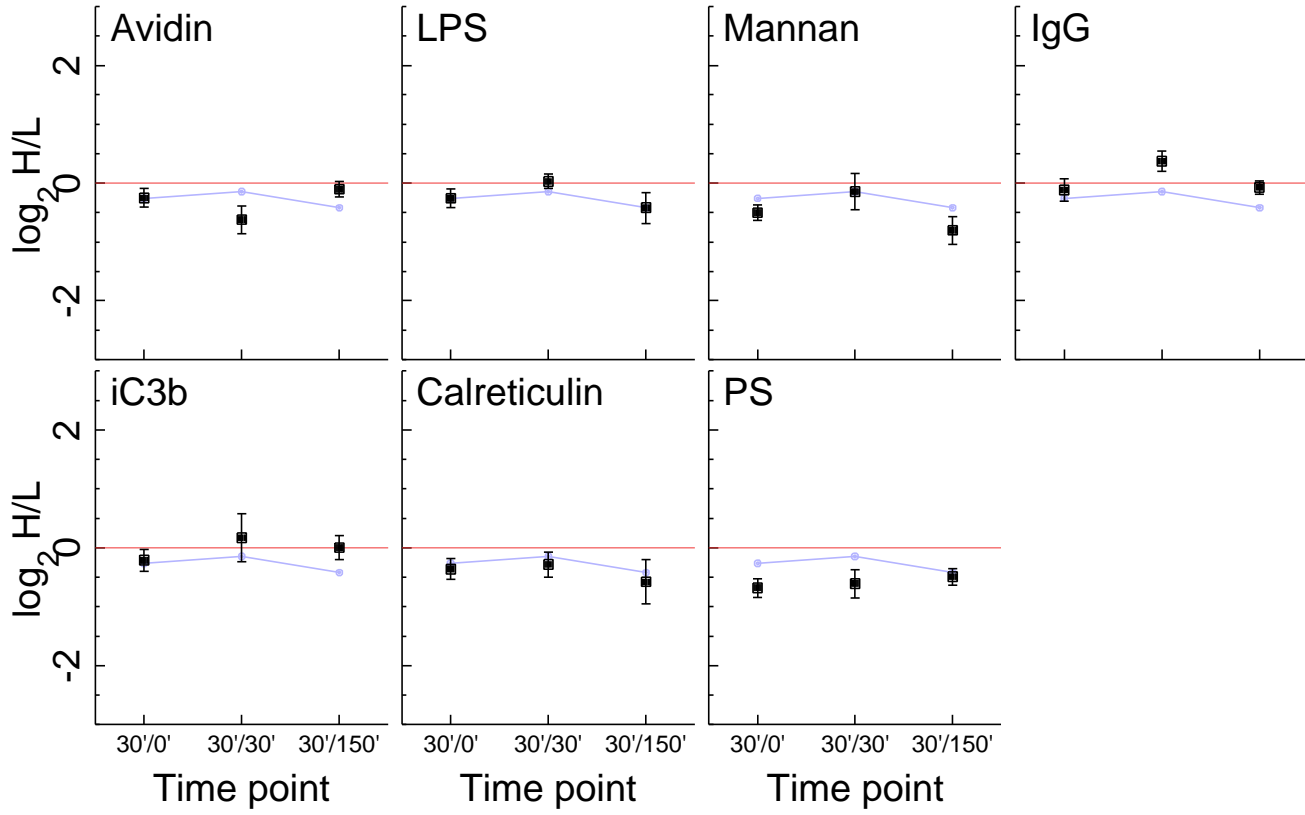 Avidin
LPS
Mannan
IgG
log2 H/L
2
0
-2
iC3b
Calreticulin
PS
log2 H/L
2
0
-2
30'/0' 30'/30' 30'/150'
30'/0' 30'/30' 30'/150'
30'/0' 30'/30' 30'/150'
Time point
Time point
Time point